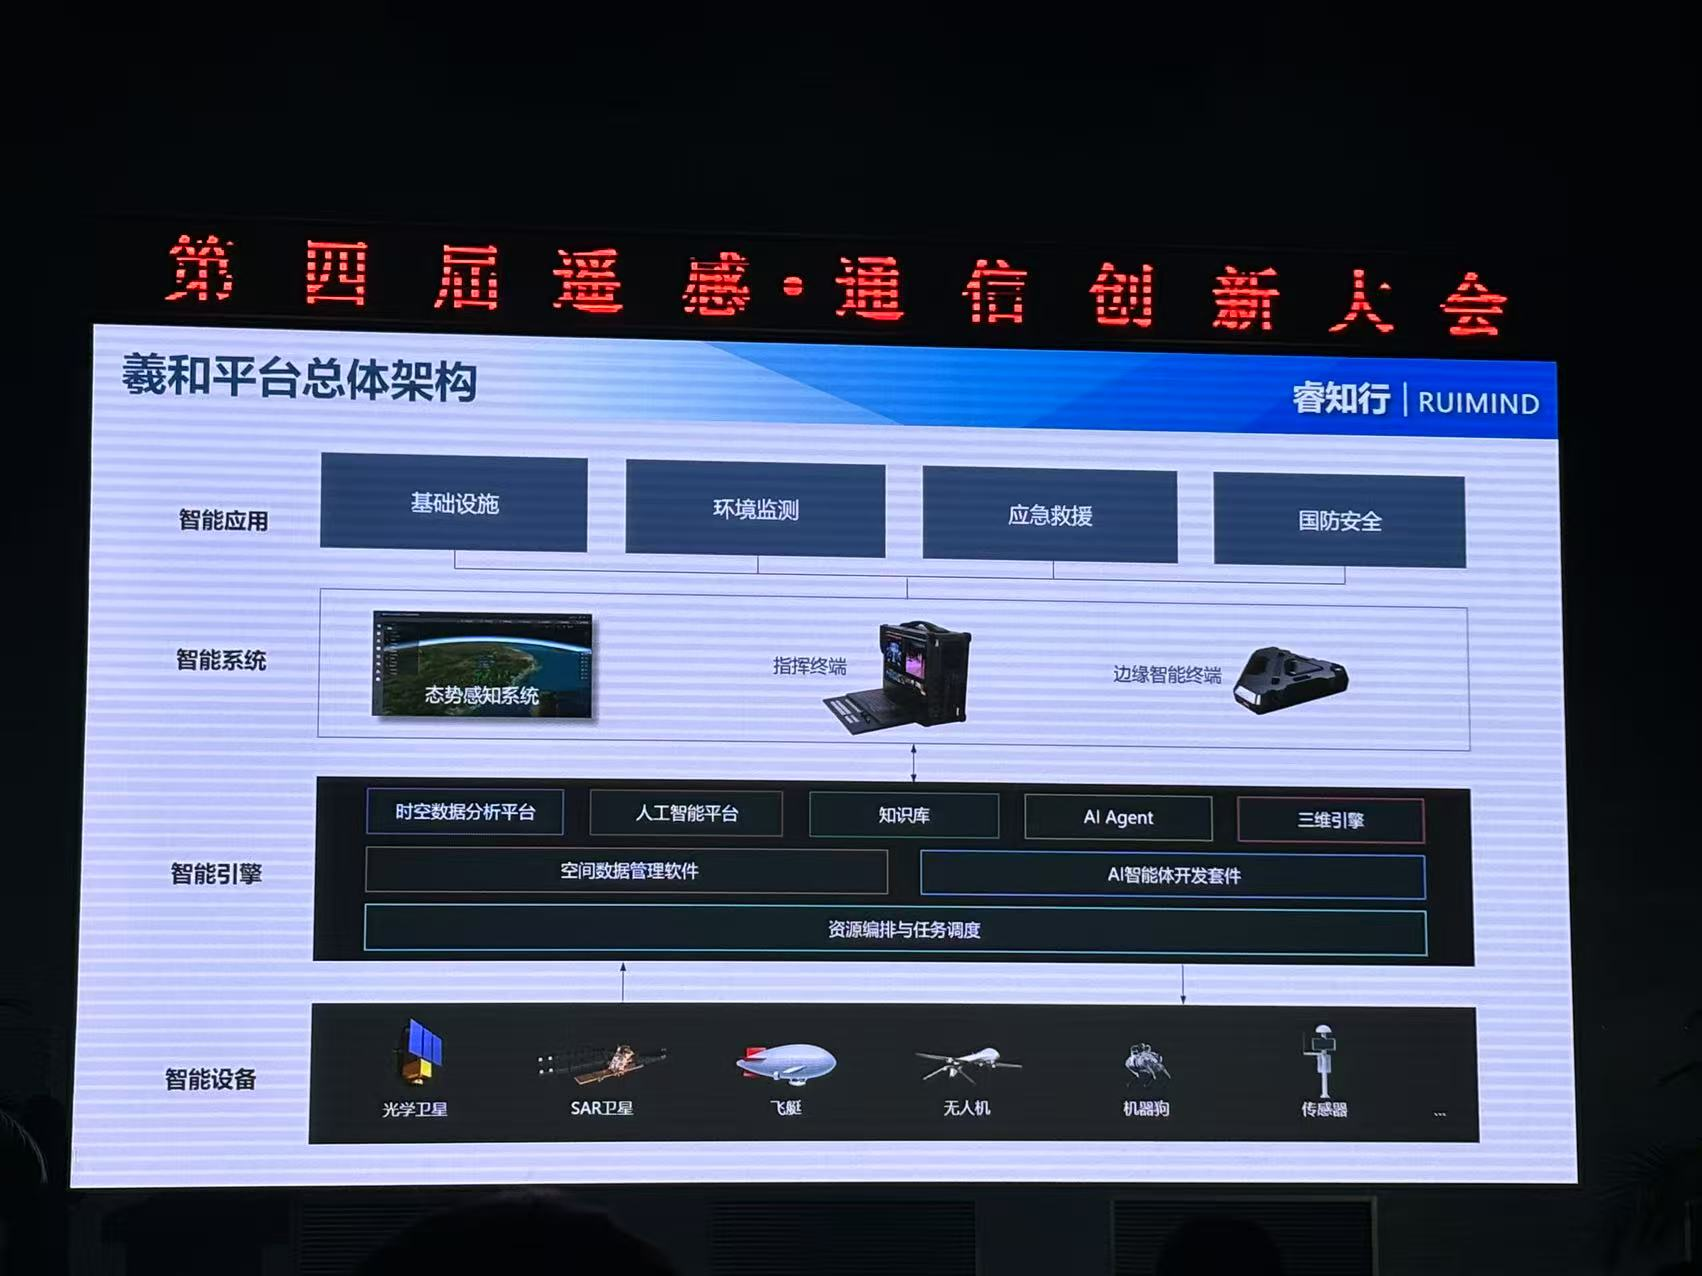 第四届遥感·通信创新大会
羲和平台总体架构
睿知行 | RUIMIND
智能应用
基础设施
环境监测
应急救援
国防安全
智能系统
态势感知系统
指挥终端
边缘智能终端
智能引擎
时空数据分析平台
人工智能平台
知识库
AI Agent
三维引擎
空间数据管理软件
AI智能体开发套件
资源编排与任务调度
智能设备
光学卫星
SAR卫星
飞艇
无人机
机器狗
传感器
...